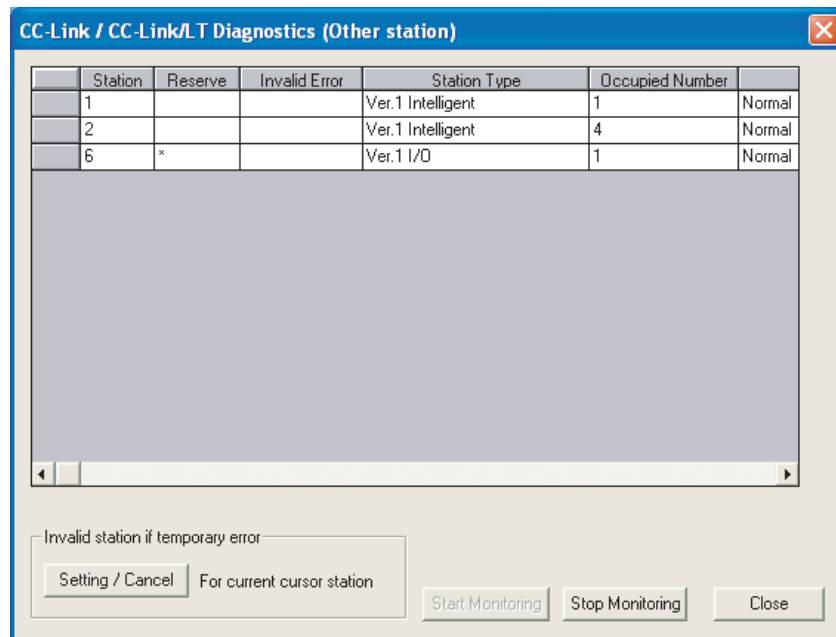 CC-Link / CC-Link/LT Diagnostics (Other station)
Station Reserve Invalid Error Station Type Occupied Number
1 Ver.1 Intelligent 1 Normal
2 Ver.1 Intelligent 4 Normal
6 * Ver.1 I/O 1 Normal
Invalid station if temporary error
Setting / Cancel For current cursor station
Start Monitoring Stop Monitoring Close